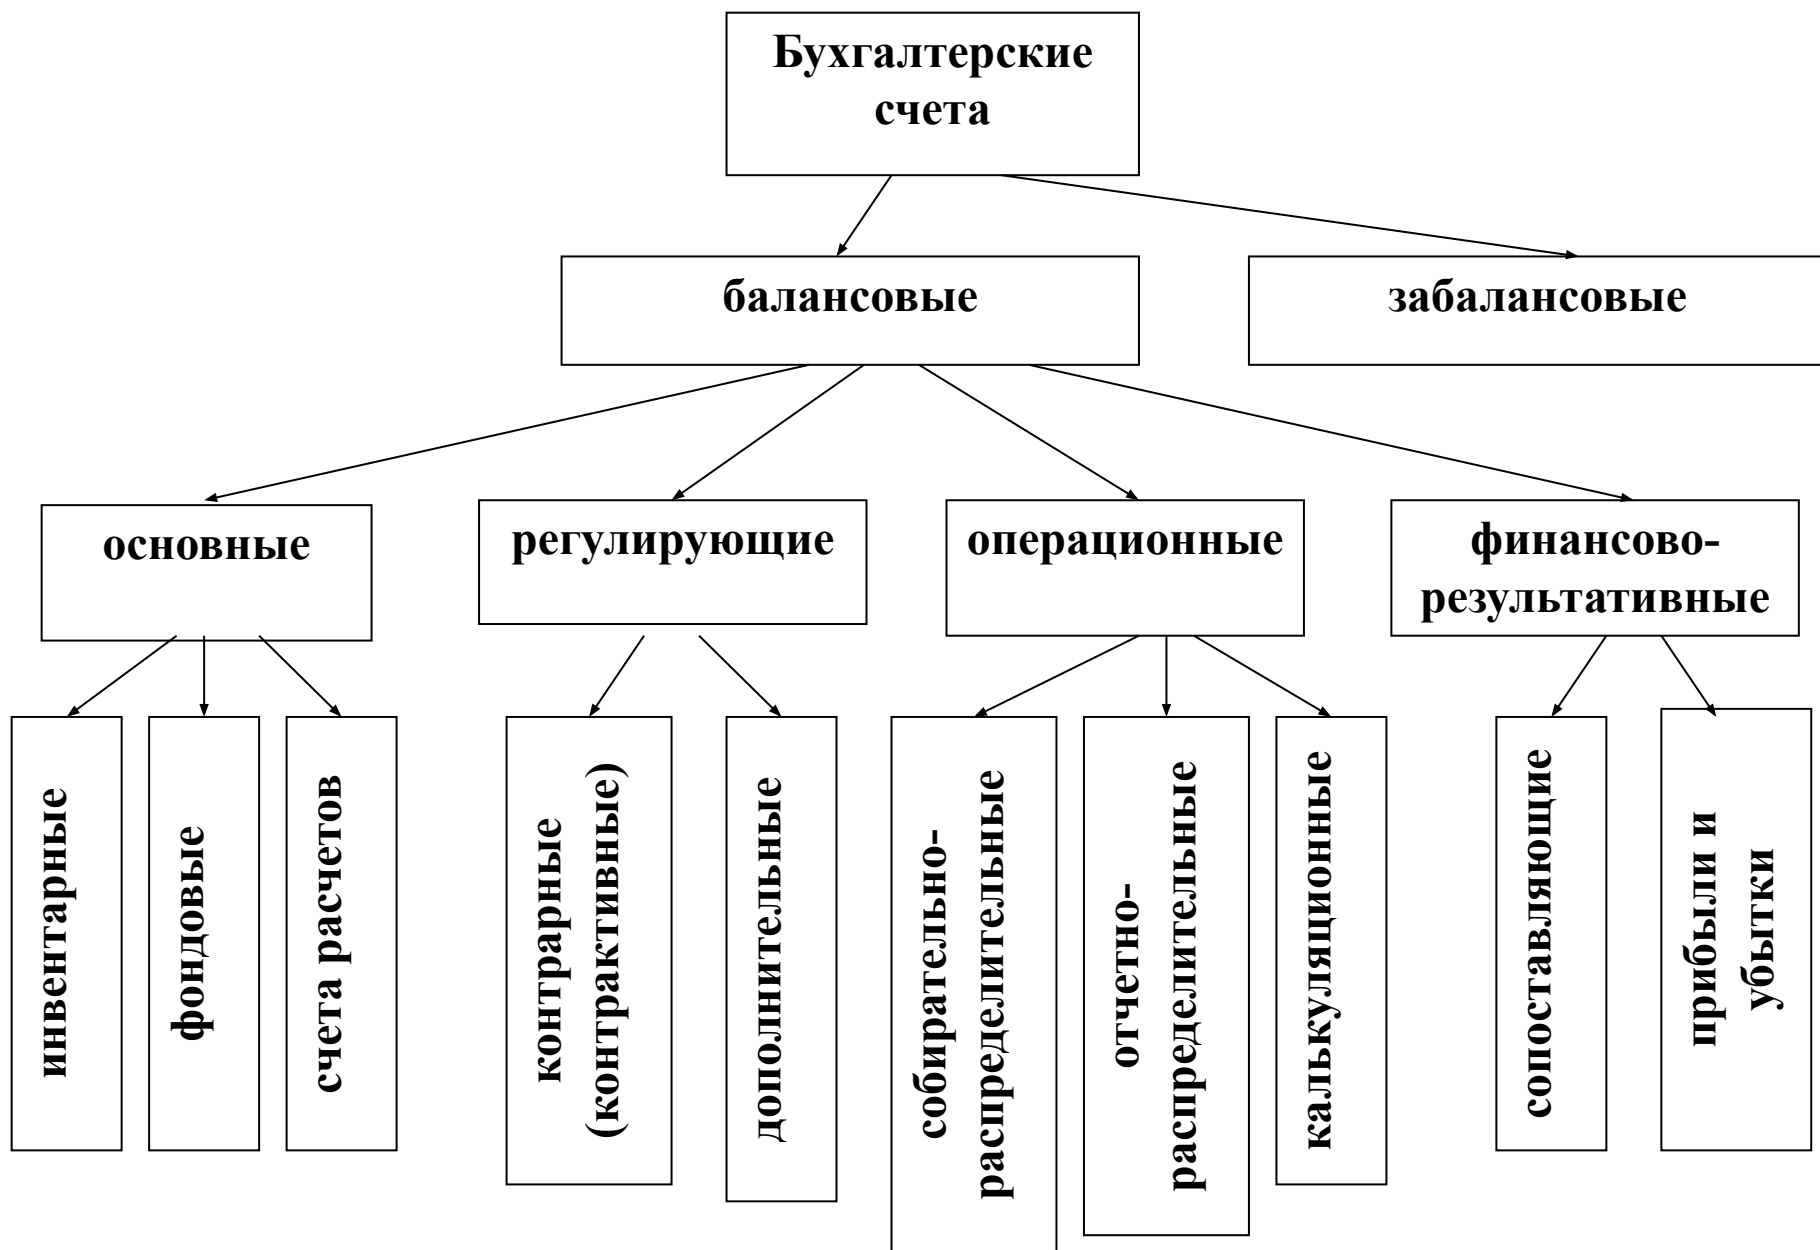 Бухгалтерские
счета
балансовые
забалансовые
основные
регулирующие
операционные
финансово-
результативные
инвентарные
фондовые
счета расчетов
контрарные
(контрактивные)
дополнительные
собирательно-
распределительные
отчетно-
распределительные
калькуляционные
сопоставляющие
прибыли и
убытки